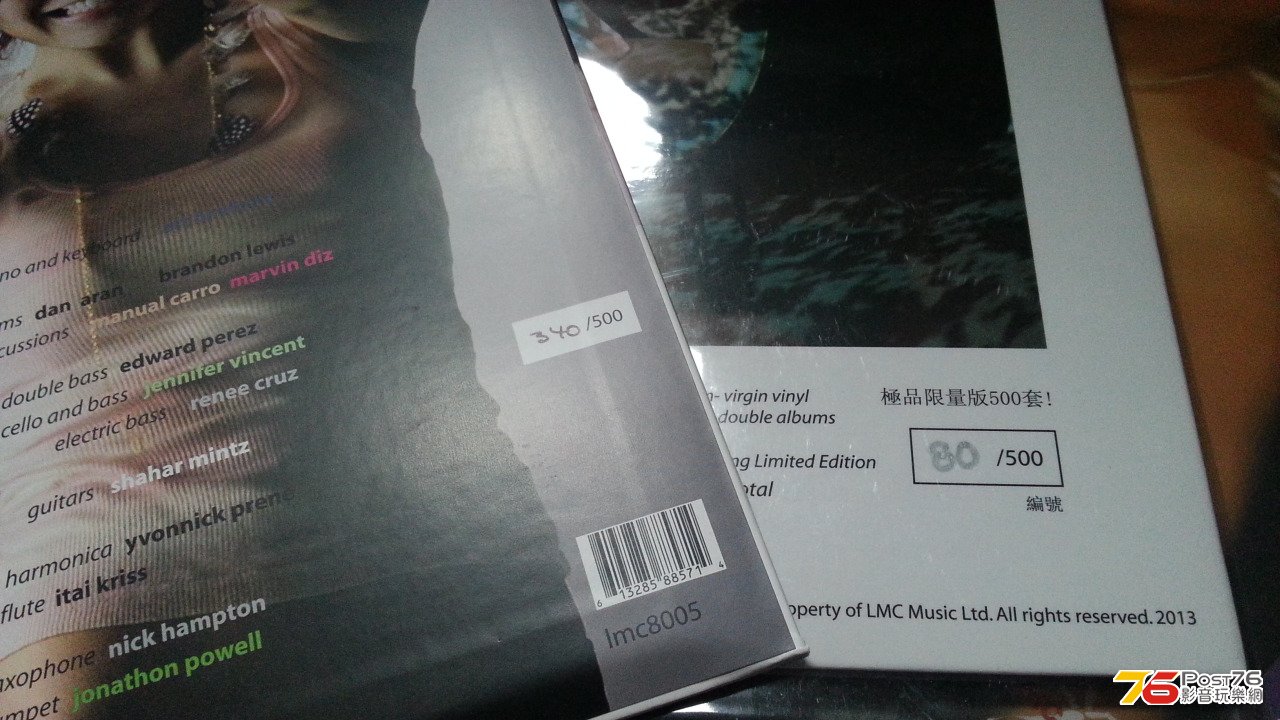 no and keyboard
brandon lewis
ms dan aran
manual carro marvin diz
cussions
double bass edward perez
cello and bass jennifer vincent
electric bass renee cruz
guitars shahar mintz
harmonica yvonnick prene
flute itai kriss
axophone nick hampton
mpet jonathon powell
340 /500
6 13285 88571 4
lmc8005
n- virgin vinyl
double albums
ng Limited Edition
otal
極品限量版500套!
80 /500
編號
operty of LMC Music Ltd. All rights reserved. 2013
76 Post76
影音玩樂網